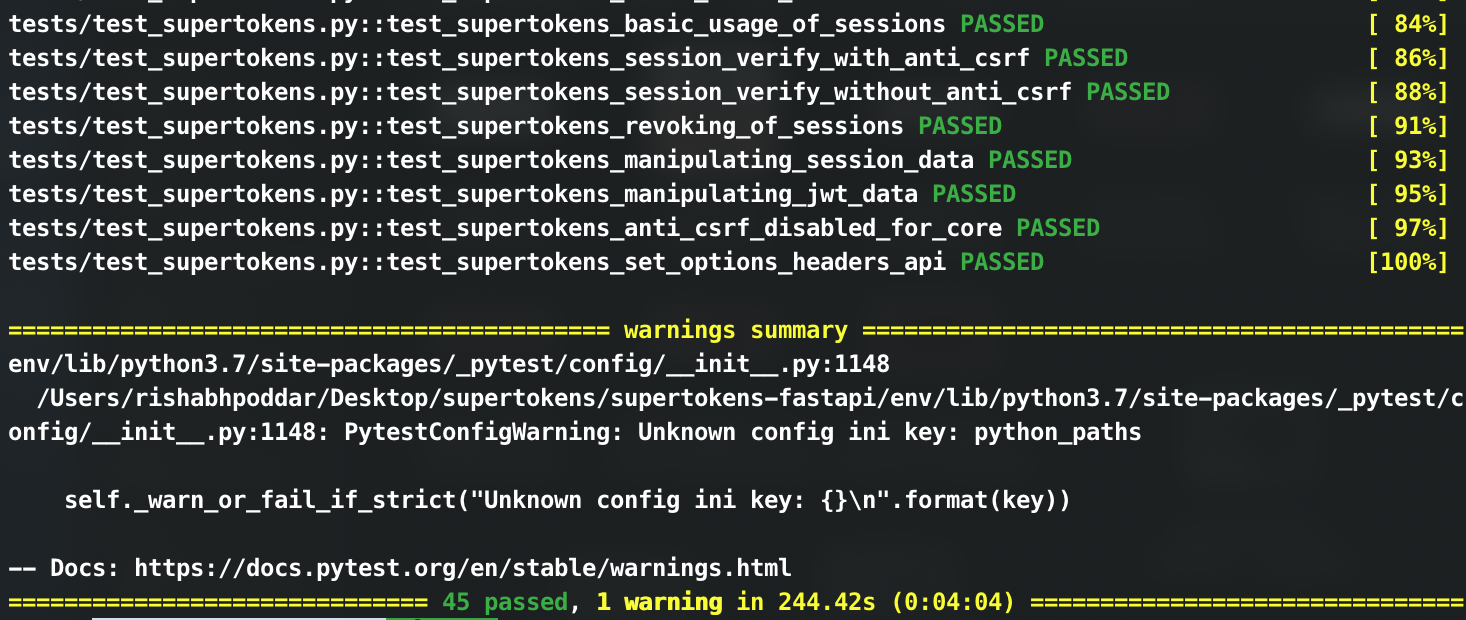 tests/test_supertokens.py::test_supertokens_basic_usage_of_sessions PASSED [ 84%]
tests/test_supertokens.py::test_supertokens_session_verify_with_anti_csrf PASSED [ 86%]
tests/test_supertokens.py::test_supertokens_session_verify_without_anti_csrf PASSED [ 88%]
tests/test_supertokens.py::test_supertokens_revoking_of_sessions PASSED [ 91%]
tests/test_supertokens.py::test_supertokens_manipulating_session_data PASSED [ 93%]
tests/test_supertokens.py::test_supertokens_manipulating_jwt_data PASSED [ 95%]
tests/test_supertokens.py::test_supertokens_anti_csrf_disabled_for_core PASSED [ 97%]
tests/test_supertokens.py::test_supertokens_set_options_headers_api PASSED [100%]
=========================================== warnings summary ===========================================
env/lib/python3.7/site-packages/_pytest/config/__init__.py:1148
/Users/rishabhpoddar/Desktop/supertokens/supertokens-fastapi/env/lib/python3.7/site-packages/_pytest/c
onfig/__init__.py:1148: PytestConfigWarning: Unknown config ini key: python_paths
self._warn_or_fail_if_strict("Unknown config ini key: {}\n".format(key))
-- Docs: https://docs.pytest.org/en/stable/warnings.html
============================== 45 passed, 1 warning in 244.42s (0:04:04) ===============================